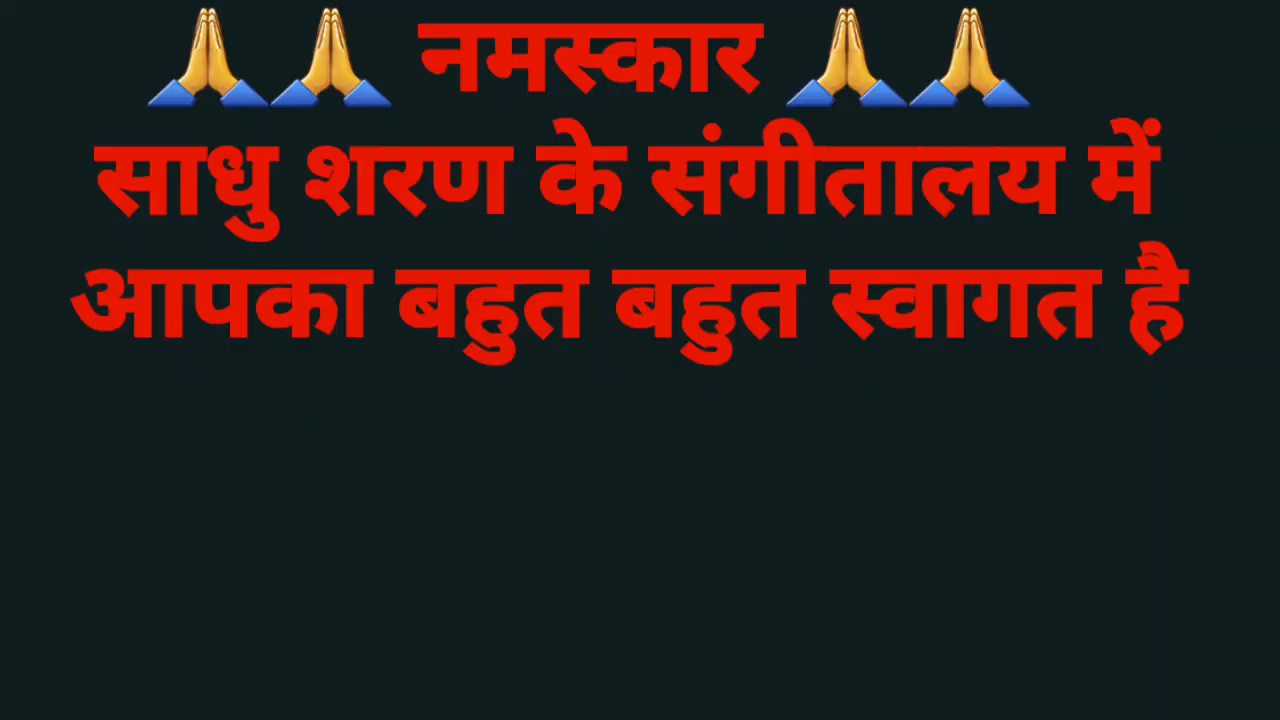 🙏🙏 नमस्कार 🙏🙏
साधु शरण के संगीतालय में
आपका बहुत बहुत स्वागत है